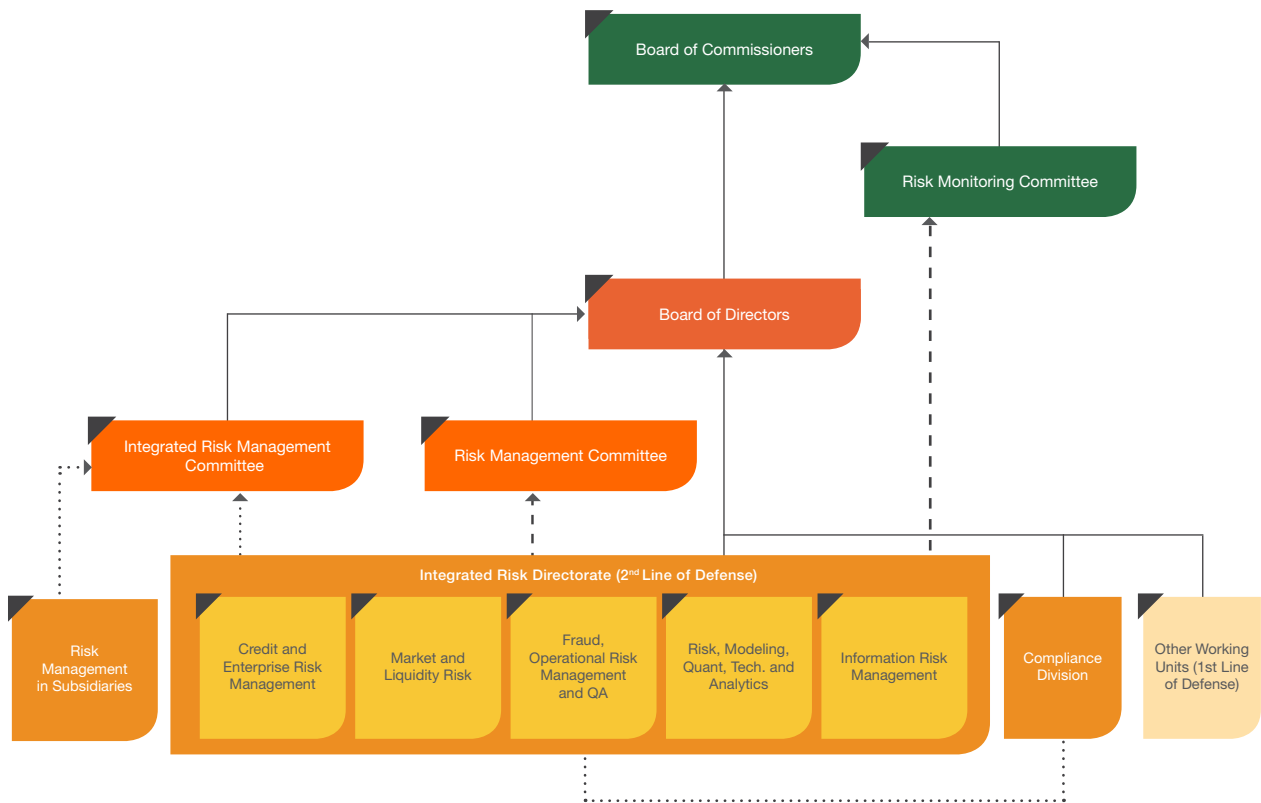 Board of Commissioners
Risk Monitoring Committee
Board of Directors
Integrated Risk Management
Committee
Risk Management Committee
Integrated Risk Directorate (2nd Line of Defense)
Risk
Management
in Subsidiaries
Credit and
Enterprise Risk
Management
Market and
Liquidity Risk
Fraud,
Operational Risk
Management
and QA
Risk, Modeling,
Quant, Tech. and
Analytics
Information Risk
Management
Compliance
Division
Other Working
Units (1st Line
of Defense)